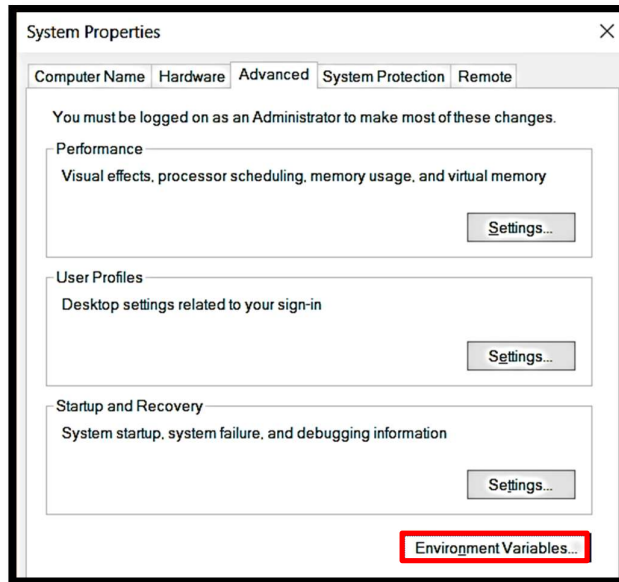 System Properties
Computer Name Hardware Advanced System Protection Remote
You must be logged on as an Administrator to make most of these changes.
Performance
Visual effects, processor scheduling, memory usage, and virtual memory
Settings...
User Profiles
Desktop settings related to your sign-in
Settings...
Startup and Recovery
System startup, system failure, and debugging information
Settings...
Environment Variables...